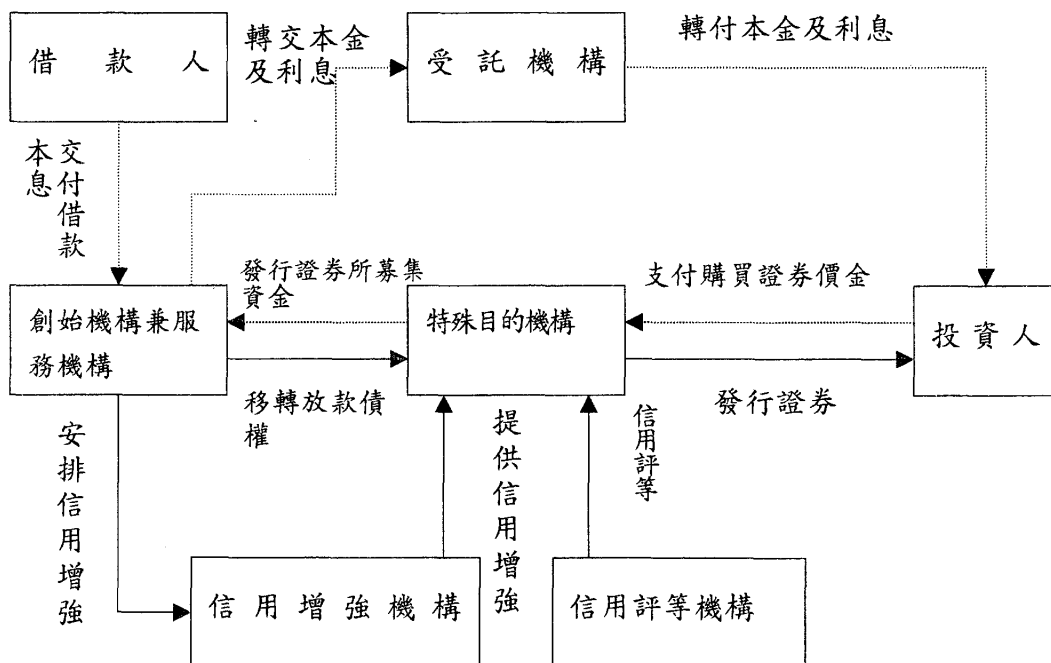 借款人
轉交本金
及利息
受託機構
轉付本金及利息
交付借款
本息
創始機構兼服
務機構
發行證券所募集
資金
特殊目的機構
支付購買證券價金
投資人
移轉放款債
權
發行證券
安排信用增強
提供信用增強
信用評等
信用增強機構
信用評等機構